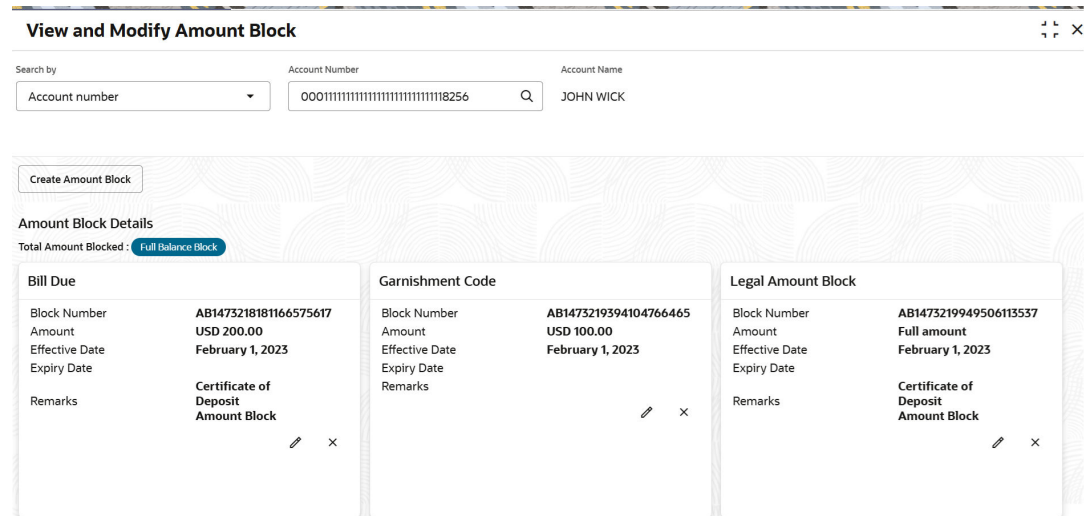 View and Modify Amount Block
Search by
Account Number
Account Name
Account number
0001111111111111111111111118256
JOHN WICK
Create Amount Block
Amount Block Details
Total Amount Blocked : Full Balance Block
Bill Due
Block Number AB1473218181166575617
Amount USD 200.00
Effective Date February 1, 2023
Expiry Date
Remarks Certificate of
Deposit
Amount Block
Garnishment Code
Block Number AB1473219394104766465
Amount USD 100.00
Effective Date February 1, 2023
Expiry Date
Remarks
Legal Amount Block
Block Number AB1473219949506113537
Amount Full amount
Effective Date February 1, 2023
Expiry Date
Remarks Certificate of
Deposit
Amount Block